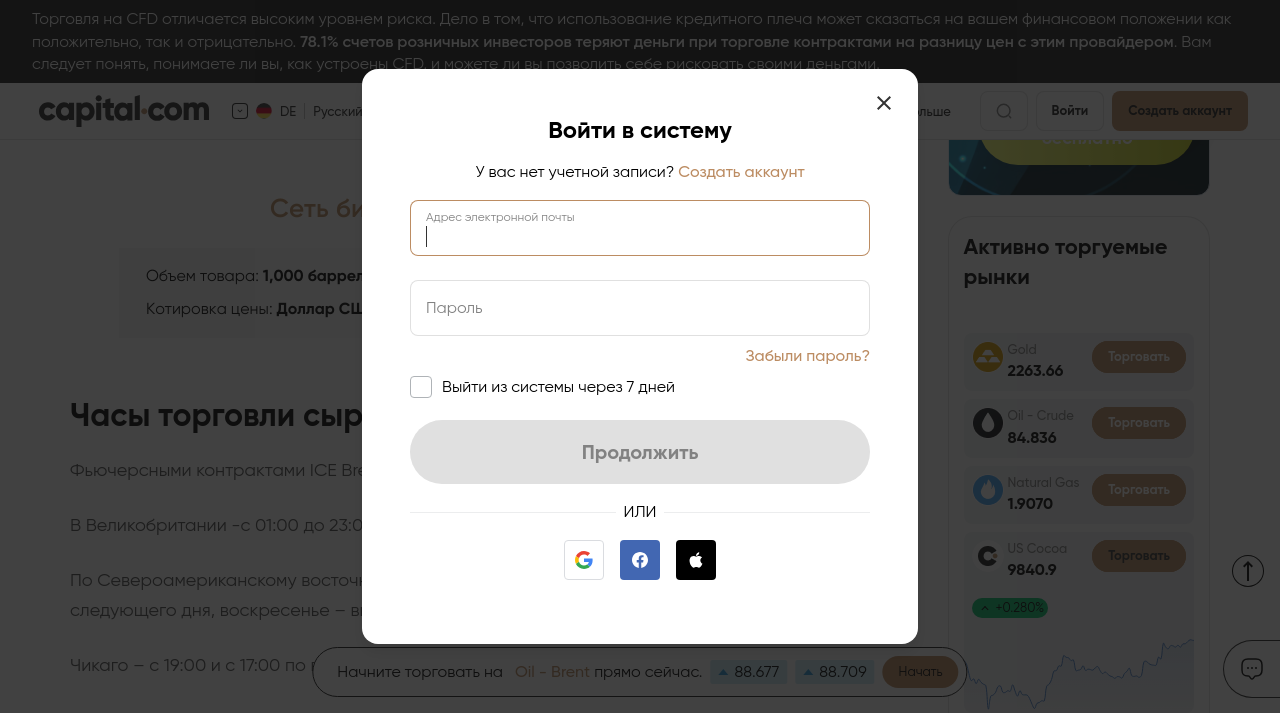 Торговля на CFD отличается высоким уровнем риска. Дело в том, что использование кредитного плеча может сказаться на вашем финансовом положении как
положительно, так и отрицательно. 78.1% счетов розничных инвесторов теряют деньги при торговле контрактами на разницу цен с этим провайдером. Вам
следует понять, понимаете ли вы, как устроены CFD, и можете ли вы позволить себе рисковать своими деньгами.
capital.com
DE
Русский
Войти
Создать аккаунт
Войти в систему
У вас нет учетной записи? Создать аккаунт
Адрес электронной почты
Пароль
Забыли пароль?
Выйти из системы через 7 дней
Продолжить
ИЛИ
Сеть би
Объем товара: 1,000 баррел
Котировка цены: Доллар СШ
Часы торговли сыр
Фьючерсными контрактами ICE Bre
В Великобритании -с 01:00 до 23:0
По Североамериканскому восточн
следующего дня, воскресенье – в
Чикаго – с 19:00 и с 17:00 по
Начните торговать на Oil - Brent прямо сейчас. 88.677 88.709 Начать
бесплатно
Активно торгуемые
рынки
Gold
2263.66
Торговать
Oil - Crude
84.836
Торговать
Natural Gas
1.9070
Торговать
US Cocoa
9840.9
Торговать
+0.280%